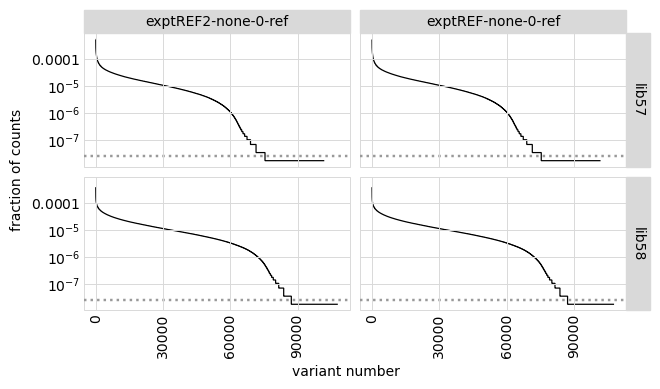 exptREF2-none-0-ref
exptREF-none-0-ref
0.0001
10⁻⁵
10⁻⁶
10⁻⁷
lib57
fraction of counts
0.0001
10⁻⁵
10⁻⁶
10⁻⁷
lib58
0
30000
60000
90000
0
30000
60000
90000
variant number